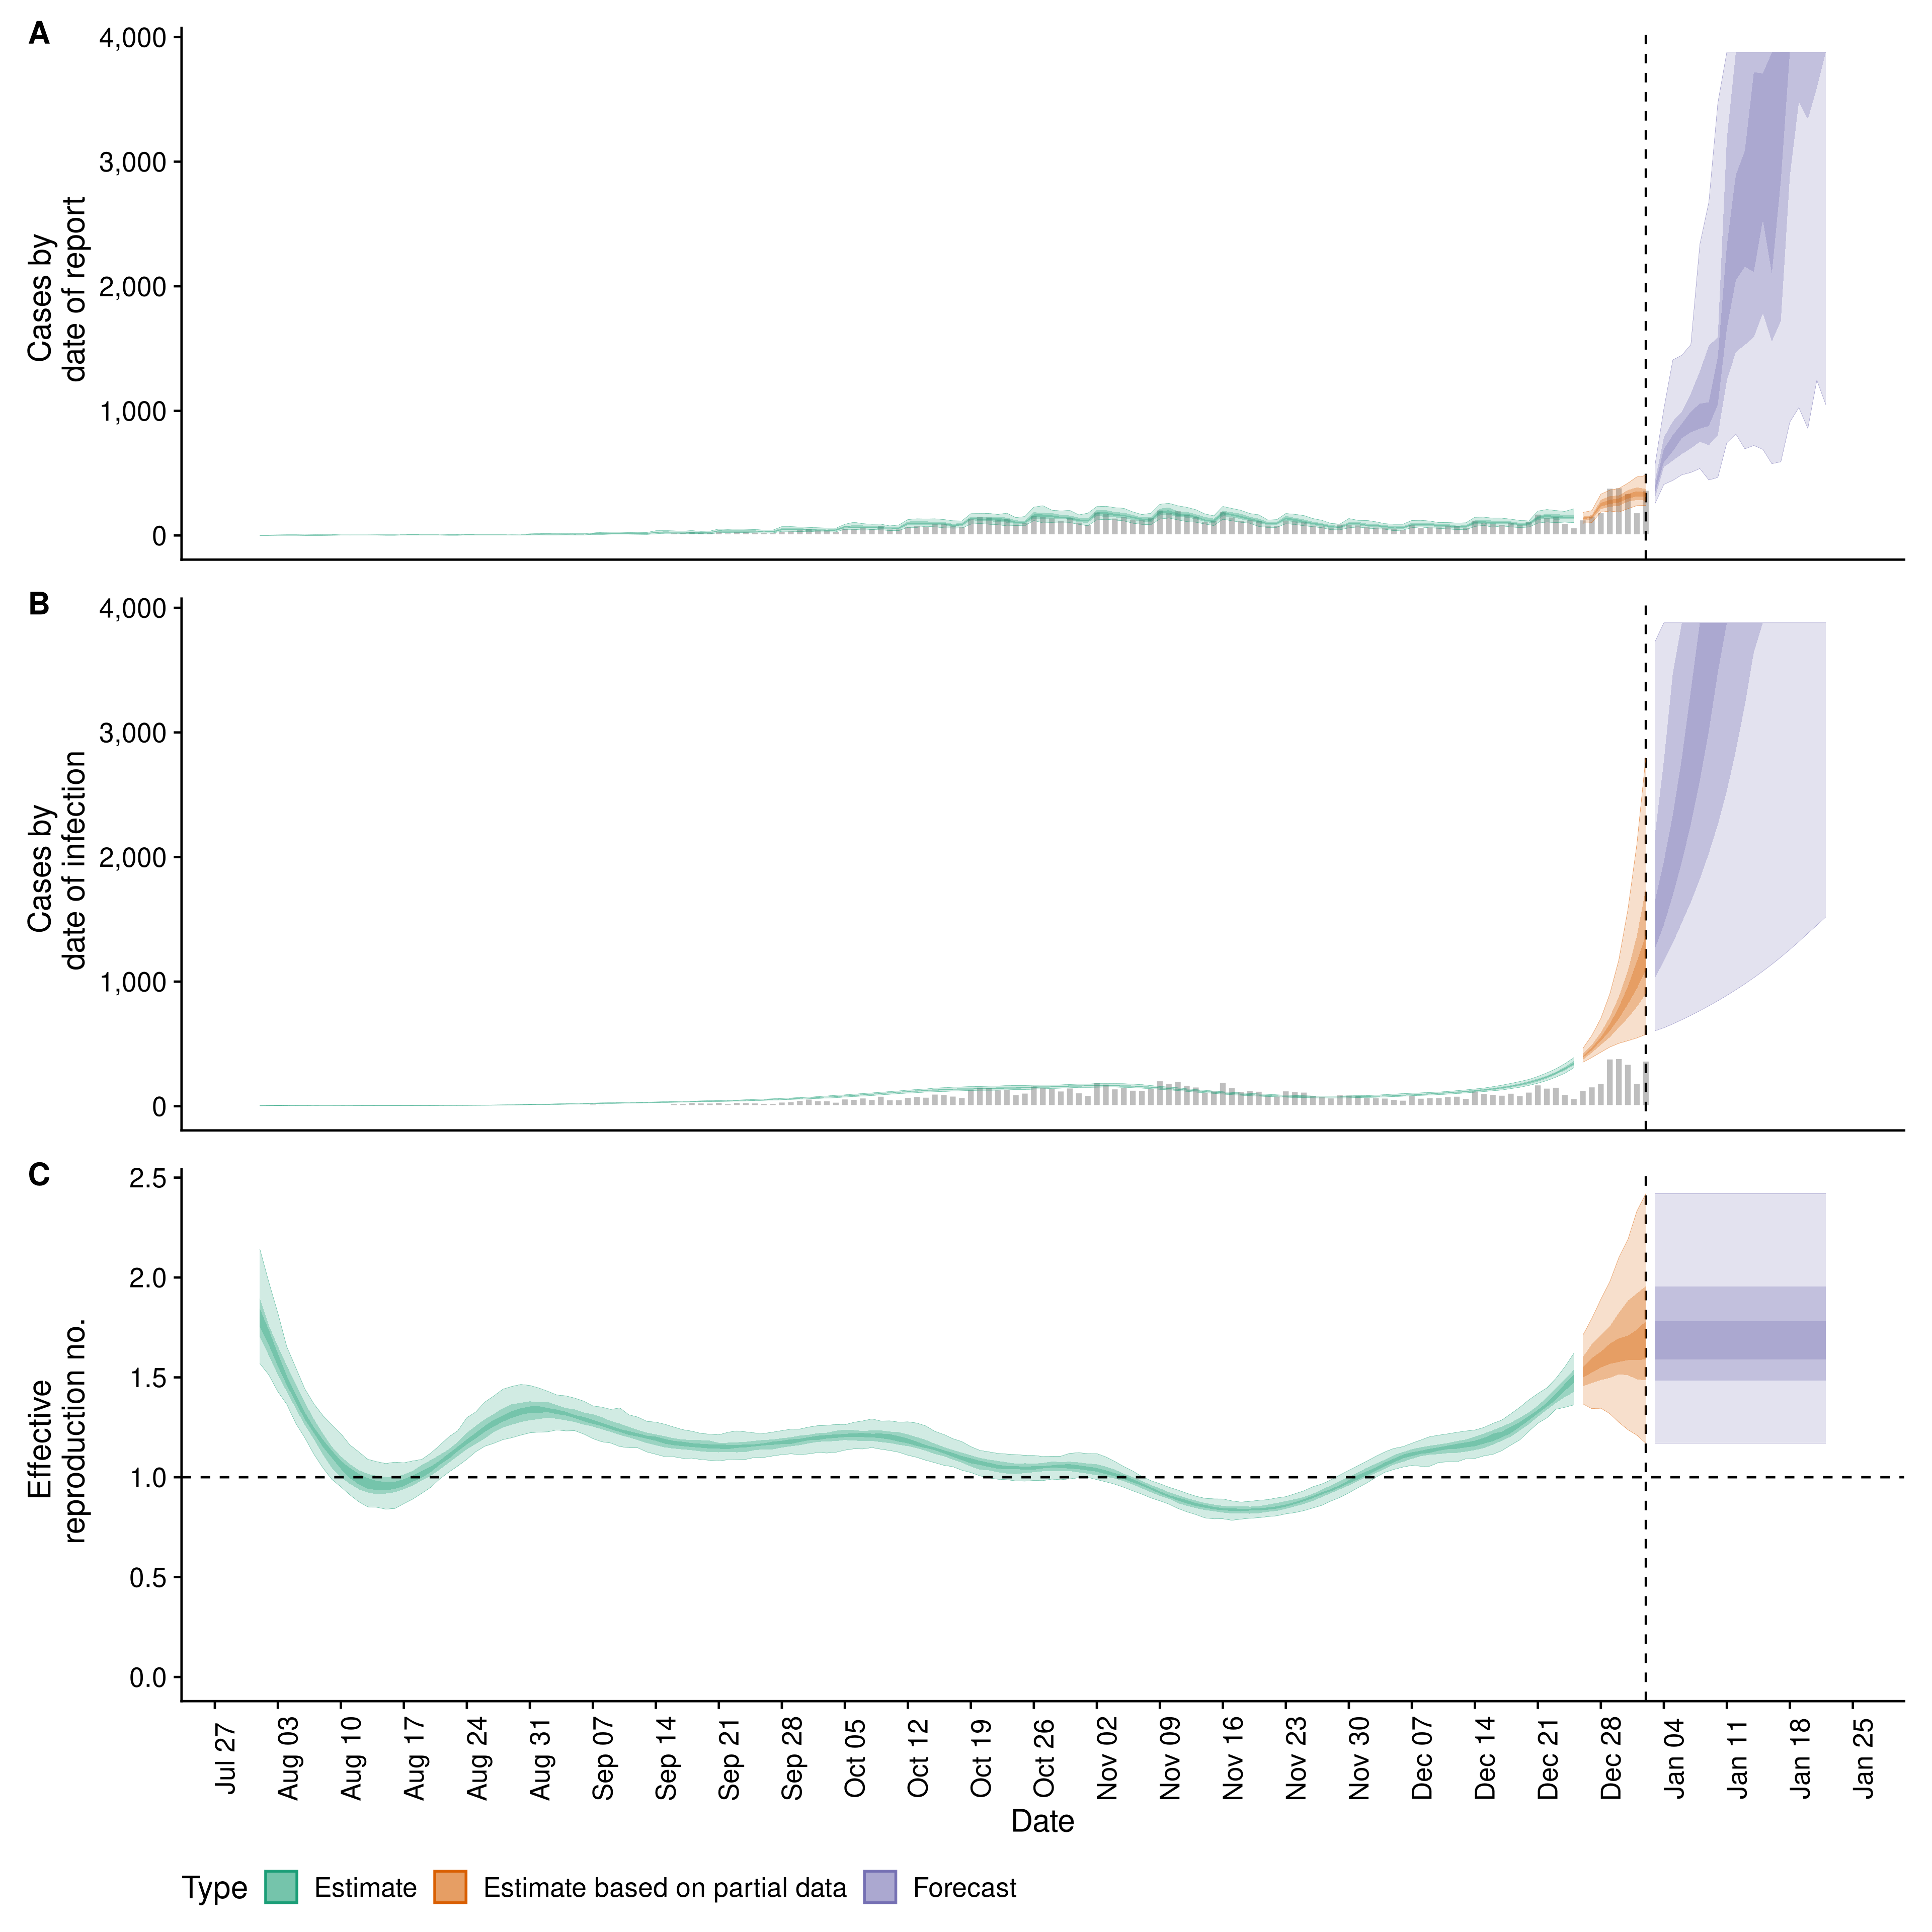 A
4,000
3,000
2,000
1,000
0
Cases by
date of report
B
4,000
3,000
2,000
1,000
0
Cases by
date of infection
C
2.5
2.0
1.5
1.0
0.5
0.0
Effective
reproduction no.
Jul 27
Aug 03
Aug 10
Aug 17
Aug 24
Aug 31
Sep 07
Sep 14
Sep 21
Sep 28
Oct 05
Oct 12
Oct 19
Oct 26
Nov 02
Nov 09
Nov 16
Nov 23
Nov 30
Dec 07
Dec 14
Dec 21
Dec 28
Jan 04
Jan 11
Jan 18
Jan 25
Date
Type Estimate Estimate based on partial data Forecast